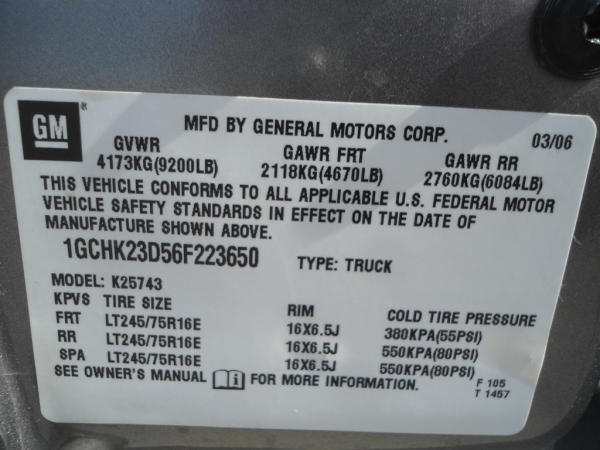 GM ®
MFD BY GENERAL MOTORS CORP. 03/06
GVWR GAWR FRT GAWR RR
4173KG(9200LB) 2118KG(4670LB) 2760KG(6084LB)
THIS VEHICLE CONFORMS TO ALL APPLICABLE U.S. FEDERAL MOTOR
VEHICLE SAFETY STANDARDS IN EFFECT ON THE DATE OF
MANUFACTURE SHOWN ABOVE.
1GCHK23D56F223650 TYPE: TRUCK
MODEL: K25743
KPVS TIRE SIZE RIM COLD TIRE PRESSURE
FRT LT245/75R16E 16X6.5J 380KPA(55PSI)
RR LT245/75R16E 16X6.5J 550KPA(80PSI)
SPA LT245/75R16E 16X6.5J 550KPA(80PSI)
SEE OWNER'S MANUAL i FOR MORE INFORMATION.
F 105
T 1457